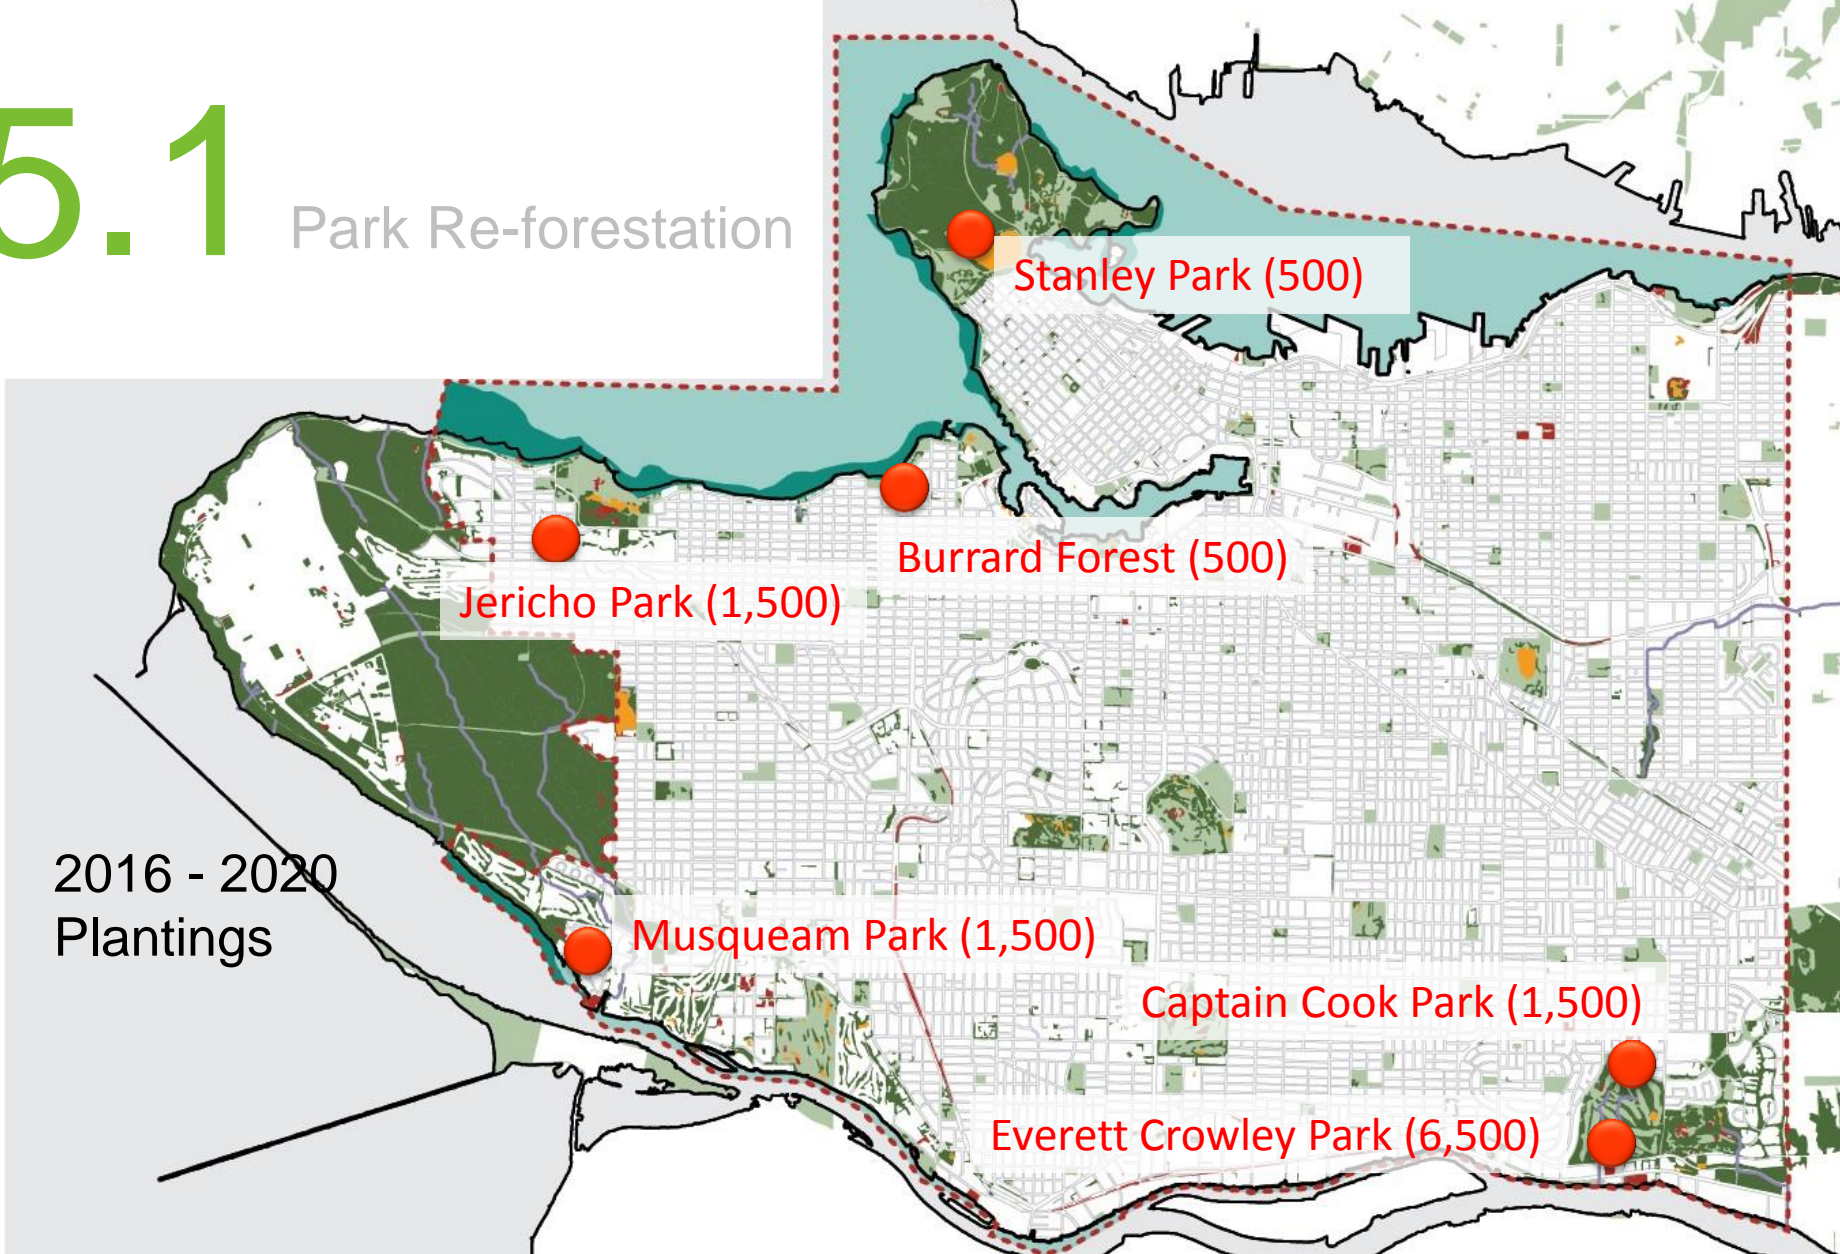 5.1 Park Re-forestation
Stanley Park (500)
Burrard Forest (500)
Jericho Park (1,500)
2016 - 2020
Plantings
Musqueam Park (1,500)
Captain Cook Park (1,500)
Everett Crowley Park (6,500)